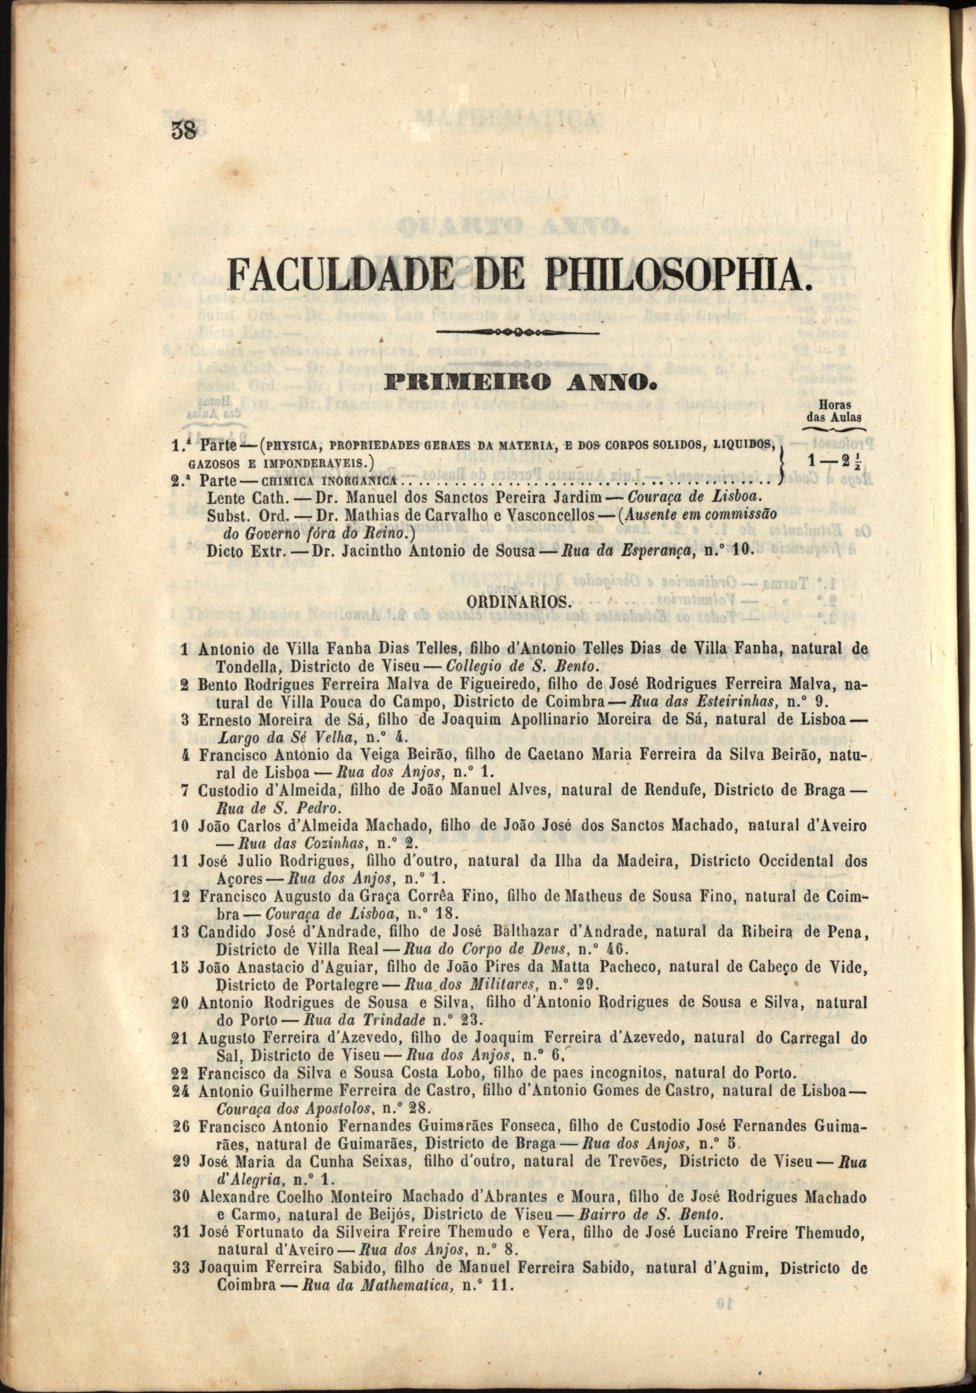 38
FACULDADE DE PHILOSOPHIA.
PRIMEIRO ANNO.
Horas
das Aulas
1.ª Parte—(PHYSICA, PROPRIEDADES GERAES DA MATERIA, E DOS CORPOS SOLIDOS, LIQUIDOS,
GAZOSOS E IMPONDERAVEIS.)
1—2½
2.ª Parte—CHIMICA INORGANICA
Lente Cath.—Dr. Manuel dos Sanctos Pereira Jardim—Couraça de Lisboa.
Subst. Ord.—Dr. Mathias de Carvalho e Vasconcellos—(Ausente em commissão
do Governo fóra do Reino.)
Dicto Extr.—Dr. Jacintho Antonio de Sousa—Rua da Esperança, n.º 10.
ORDINARIOS.
1 Antonio de Villa Fanha Dias Telles, filho d'Antonio Telles Dias de Villa Fanha, natural de
Tondella, Districto de Viseu—Collegio de S. Bento.
2 Bento Rodrigues Ferreira Malva de Figueiredo, filho de José Rodrigues Ferreira Malva, na-
tural de Villa Pouca do Campo, Districto de Coimbra—Rua das Esteirinhas, n.º 9.
3 Ernesto Moreira de Sá, filho de Joaquim Apollinario Moreira de Sá, natural de Lisboa—
Largo da Sé Velha, n.º 4.
4 Francisco Antonio da Veiga Beirão, filho de Caetano Maria Ferreira da Silva Beirão, natu-
ral de Lisboa—Rua dos Anjos, n.º 1.
7 Custodio d'Almeida, filho de João Manuel Alves, natural de Rendufe, Districto de Braga—
Rua de S. Pedro.
10 João Carlos d'Almeida Machado, filho de João José dos Sanctos Machado, natural d'Aveiro
—Rua das Cozinhas, n.º 2.
11 José Julio Rodrigues, filho d'outro, natural da Ilha da Madeira, Districto Occidental dos
Açores—Rua dos Anjos, n.º 1.
12 Francisco Augusto da Graça Corrêa Fino, filho de Matheus de Sousa Fino, natural de Coim-
bra—Couraça de Lisboa, n.º 18.
13 Candido José d'Andrade, filho de José Balthazar d'Andrade, natural da Ribeira de Pena,
Districto de Villa Real—Rua do Corpo de Deus, n.º 46.
15 João Anastacio d'Aguiar, filho de João Pires da Matta Pacheco, natural de Cabeço de Vide,
Districto de Portalegre—Rua dos Militares, n.º 29.
20 Antonio Rodrigues de Sousa e Silva, filho d'Antonio Rodrigues de Sousa e Silva, natural
do Porto—Rua da Trindade n.º 23.
21 Augusto Ferreira d'Azevedo, filho de Joaquim Ferreira d'Azevedo, natural do Carregal do
Sal, Districto de Viseu—Rua dos Anjos, n.º 6.
22 Francisco da Silva e Sousa Costa Lobo, filho de paes incognitos, natural do Porto.
24 Antonio Guilherme Ferreira de Castro, filho d'Antonio Gomes de Castro, natural de Lisboa—
Couraça dos Apostolos, n.º 28.
26 Francisco Antonio Fernandes Guimarães Fonseca, filho de Custodio José Fernandes Guima-
rães, natural de Guimarães, Districto de Braga—Rua dos Anjos, n.º 5.
29 José Maria da Cunha Seixas, filho d'outro, natural de Trevões, Districto de Viseu—Rua
d'Alegria, n.º 1.
30 Alexandre Coelho Monteiro Machado d'Abrantes e Moura, filho de José Rodrigues Machado
e Carmo, natural de Beijós, Districto de Viseu—Bairro de S. Bento.
31 José Fortunato da Silveira Freire Themudo e Vera, filho de José Luciano Freire Themudo,
natural d'Aveiro—Rua dos Anjos, n.º 8.
33 Joaquim Ferreira Sabido, filho de Manuel Ferreira Sabido, natural d'Aguim, Districto de
Coimbra—Rua da Mathematica, n.º 11.